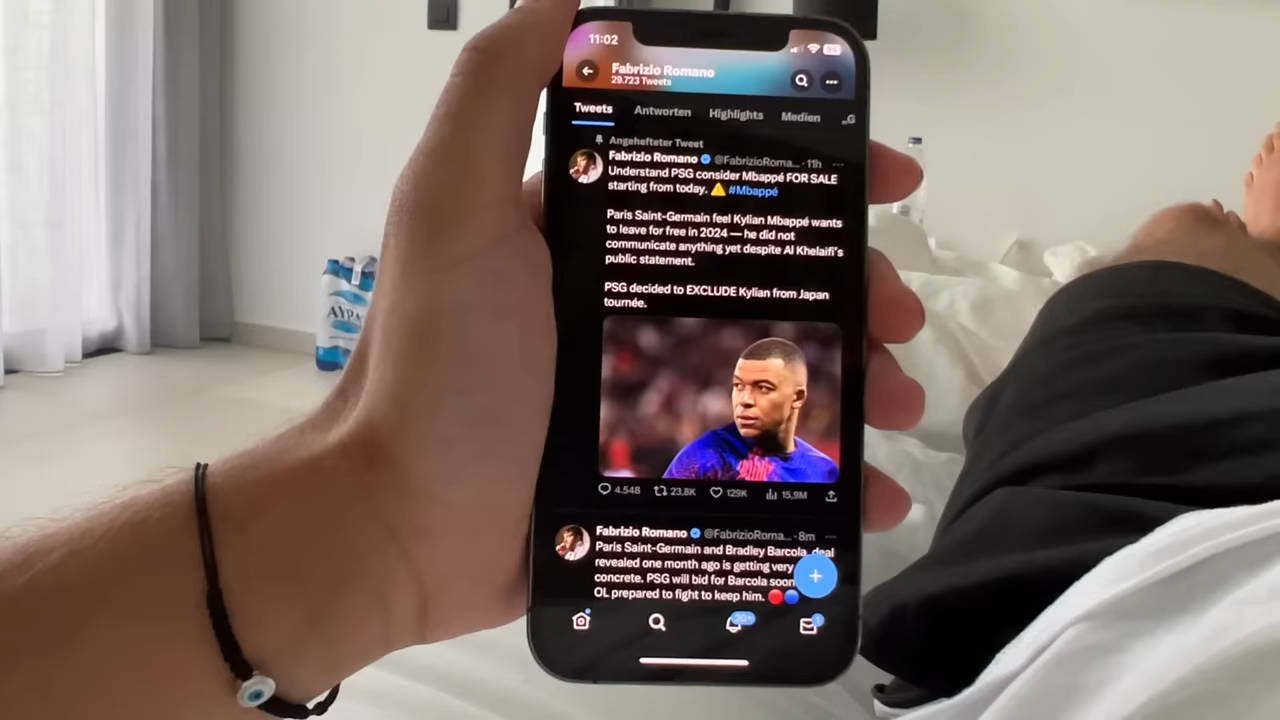 11:02
95
Fabrizio Romano
29.723 Tweets
Tweets Antworten Highlights Medien „G
Angehefteter Tweet
Fabrizio Romano @FabrizioRoma... · 11h
Understand PSG consider Mbappé FOR SALE
starting from today. ⚠️ #Mbappé
Paris Saint-Germain feel Kylian Mbappé wants
to leave for free in 2024 — he did not
communicate anything yet despite Al Khelaifi's
public statement.
PSG decided to EXCLUDE Kylian from Japan
tournée.
4.548 23,8K 129K 15,9M
Fabrizio Romano @FabrizioRoma... · 8m
Paris Saint-Germain and Bradley Barcola, deal
revealed one month ago is getting very
concrete. PSG will bid for Barcola soon
OL prepared to fight to keep him. 🔴🔵
20+
1
ΑΥΡΑ